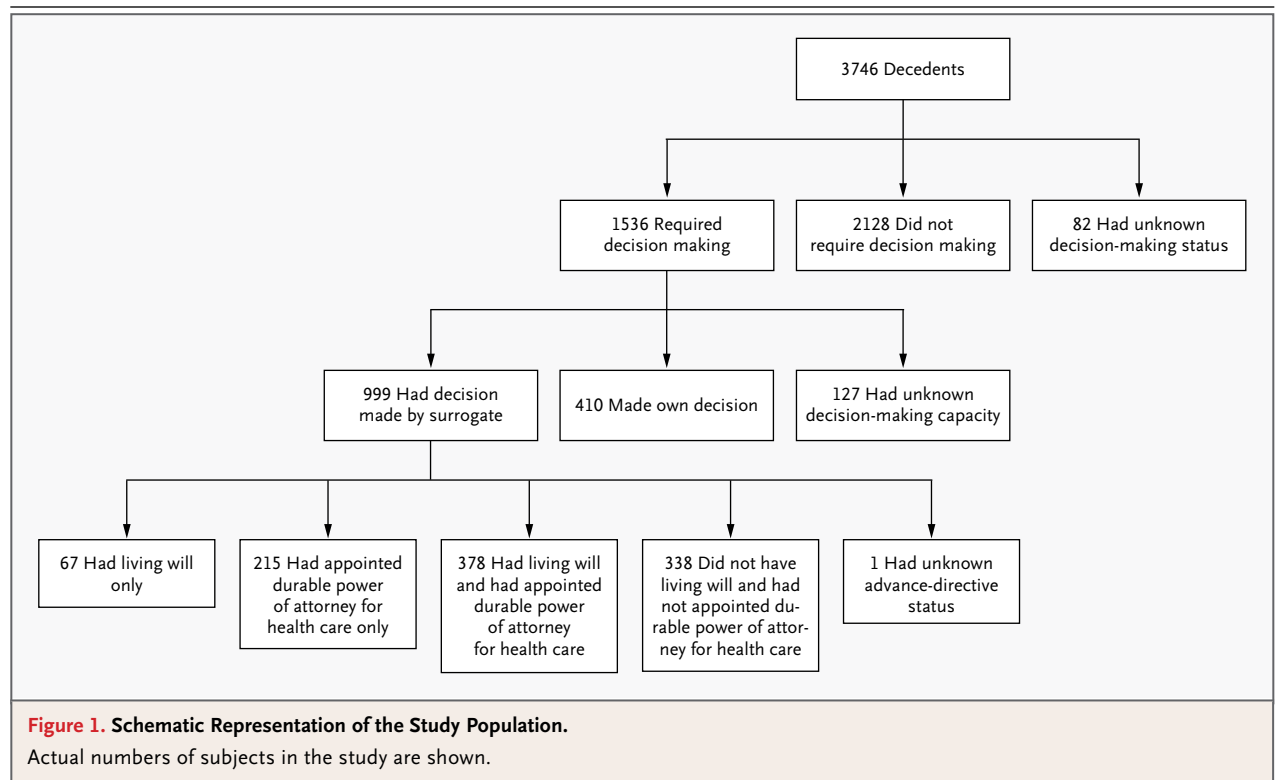 3746 Decedents
1536 Required
decision making
2128 Did not
require decision making
82 Had unknown
decision-making status
999 Had decision
made by surrogate
410 Made own decision
127 Had unknown
decision-making capacity
67 Had living will
only
215 Had appointed
durable power
of attorney for
health care only
378 Had living will
and had appointed
durable power
of attorney
for health care
338 Did not have
living will and had
not appointed du-
rable power of attor-
ney for health care
1 Had unknown
advance-directive
status
Figure 1. Schematic Representation of the Study Population.
Actual numbers of subjects in the study are shown.